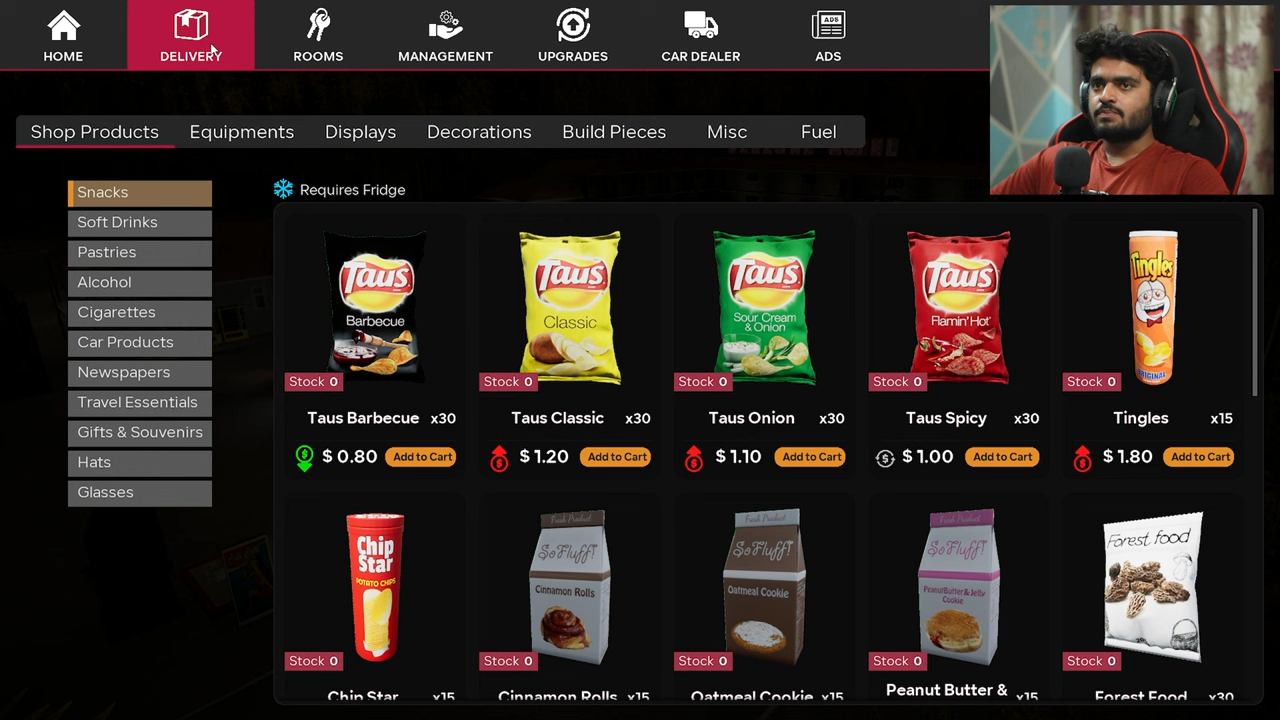 HOME
DELIVERY
ROOMS
MANAGEMENT
UPGRADES
CAR DEALER
ADS
ADS
Shop Products
Equipments
Displays
Decorations
Build Pieces
Misc
Fuel
Snacks
Soft Drinks
Pastries
Alcohol
Cigarettes
Car Products
Newspapers
Travel Essentials
Gifts & Souvenirs
Hats
Glasses
Requires Fridge
Taus
Barbecue
Stock 0
Taus Barbecue x30
$ 0.80 Add to Cart
Taus
Classic
Stock 0
Taus Classic x30
$ 1.20 Add to Cart
Taus
Sour Cream
& Onion
Stock 0
Taus Onion x30
$ 1.10 Add to Cart
Taus
Flamin' Hot
Stock 0
Taus Spicy x30
$ 1.00 Add to Cart
Tingles
ORIGINAL
Stock 0
Tingles x15
$ 1.80 Add to Cart
Chip
Star
POTATO CHIPS
Stock 0
Chip Star x15
Fresh Product
SoFluff!
Cinnamon Rolls
Stock 0
Cinnamon Rolls x15
Fresh Product
SoFluff!
Oatmeal Cookie
Stock 0
Oatmeal Cookie x15
Fresh Product
SoFluff!
Peanut Butter & Jelly
Cookie
Stock 0
Peanut Butter & x15
Forest food
Stock 0
Forest Food x30